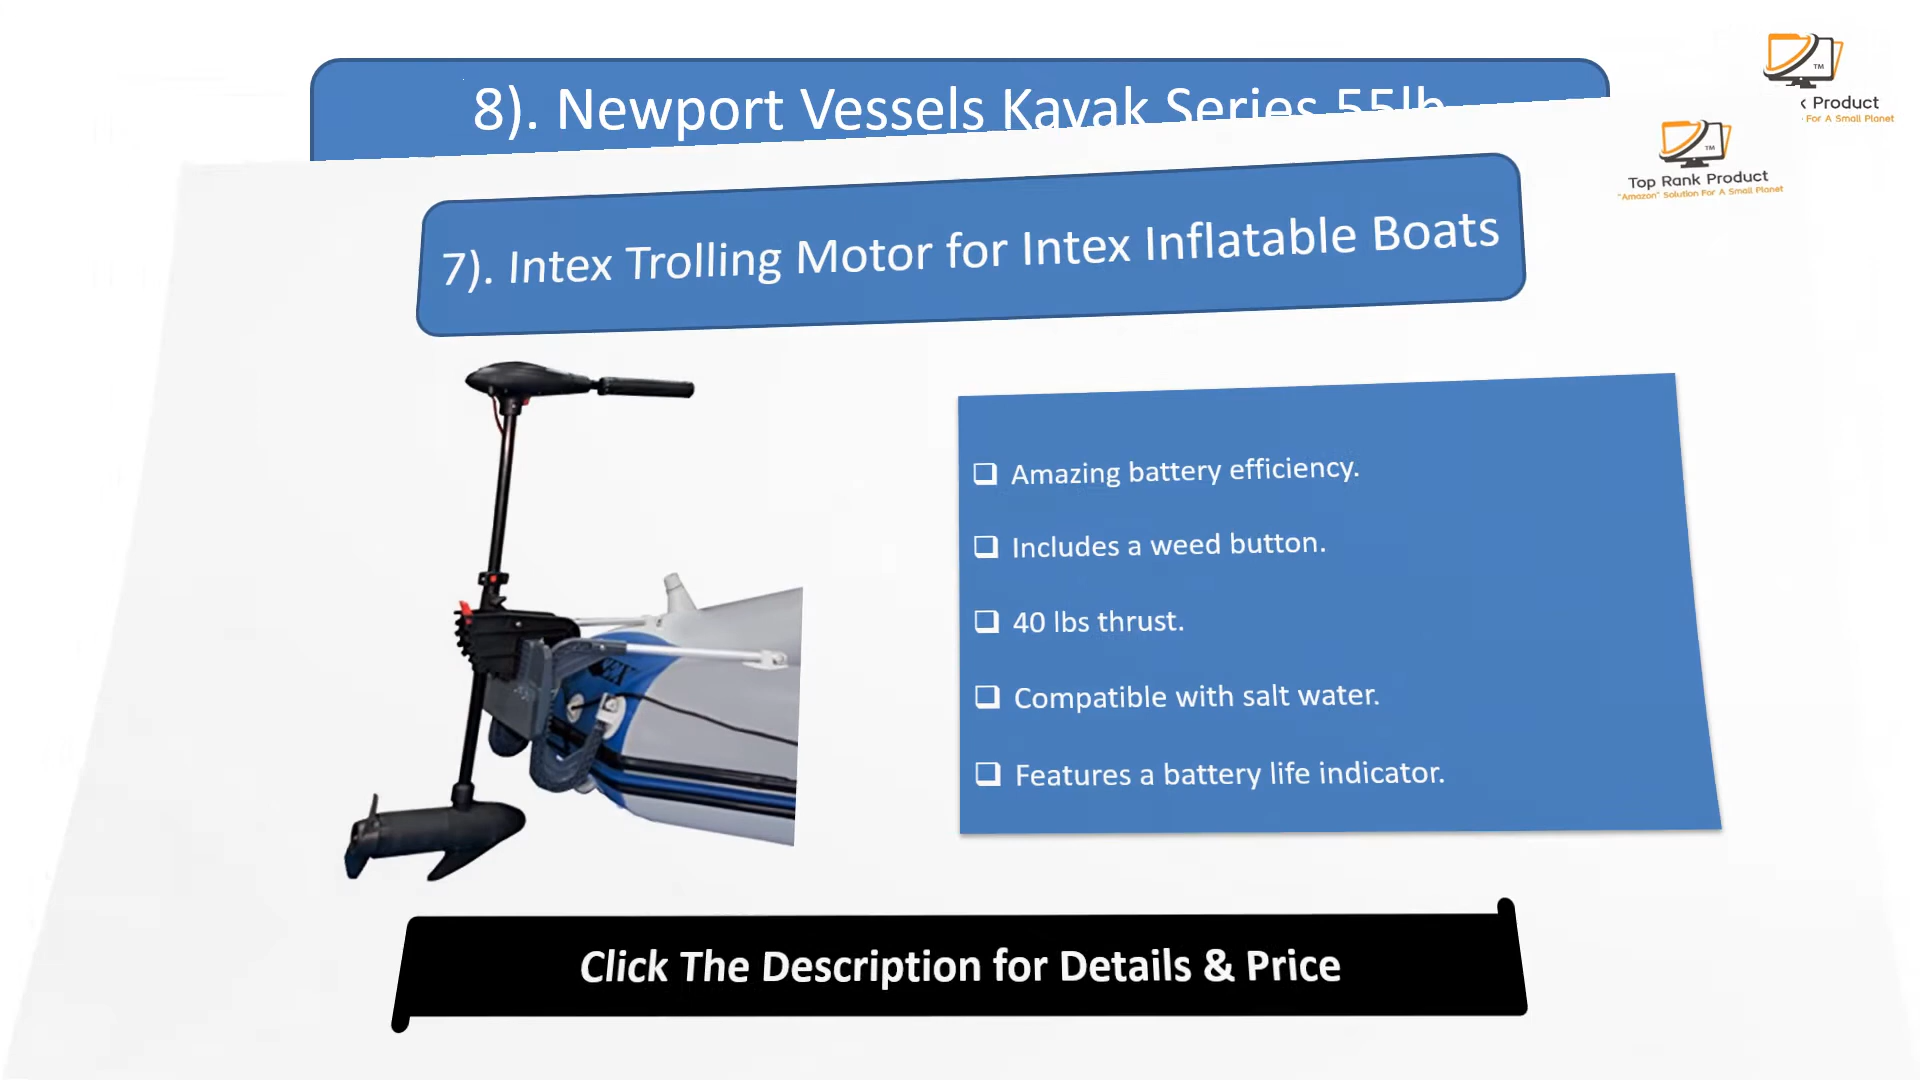 8). Newport Vessels Kayak Series 55lb
TM
k Product
For A Small Planet
TM
Top Rank Product
"Amazon" Solution For A Small Planet
7). Intex Trolling Motor for Intex Inflatable Boats
Amazing battery efficiency.
Includes a weed button.
40 lbs thrust.
Compatible with salt water.
Features a battery life indicator.
Click The Description for Details & Price